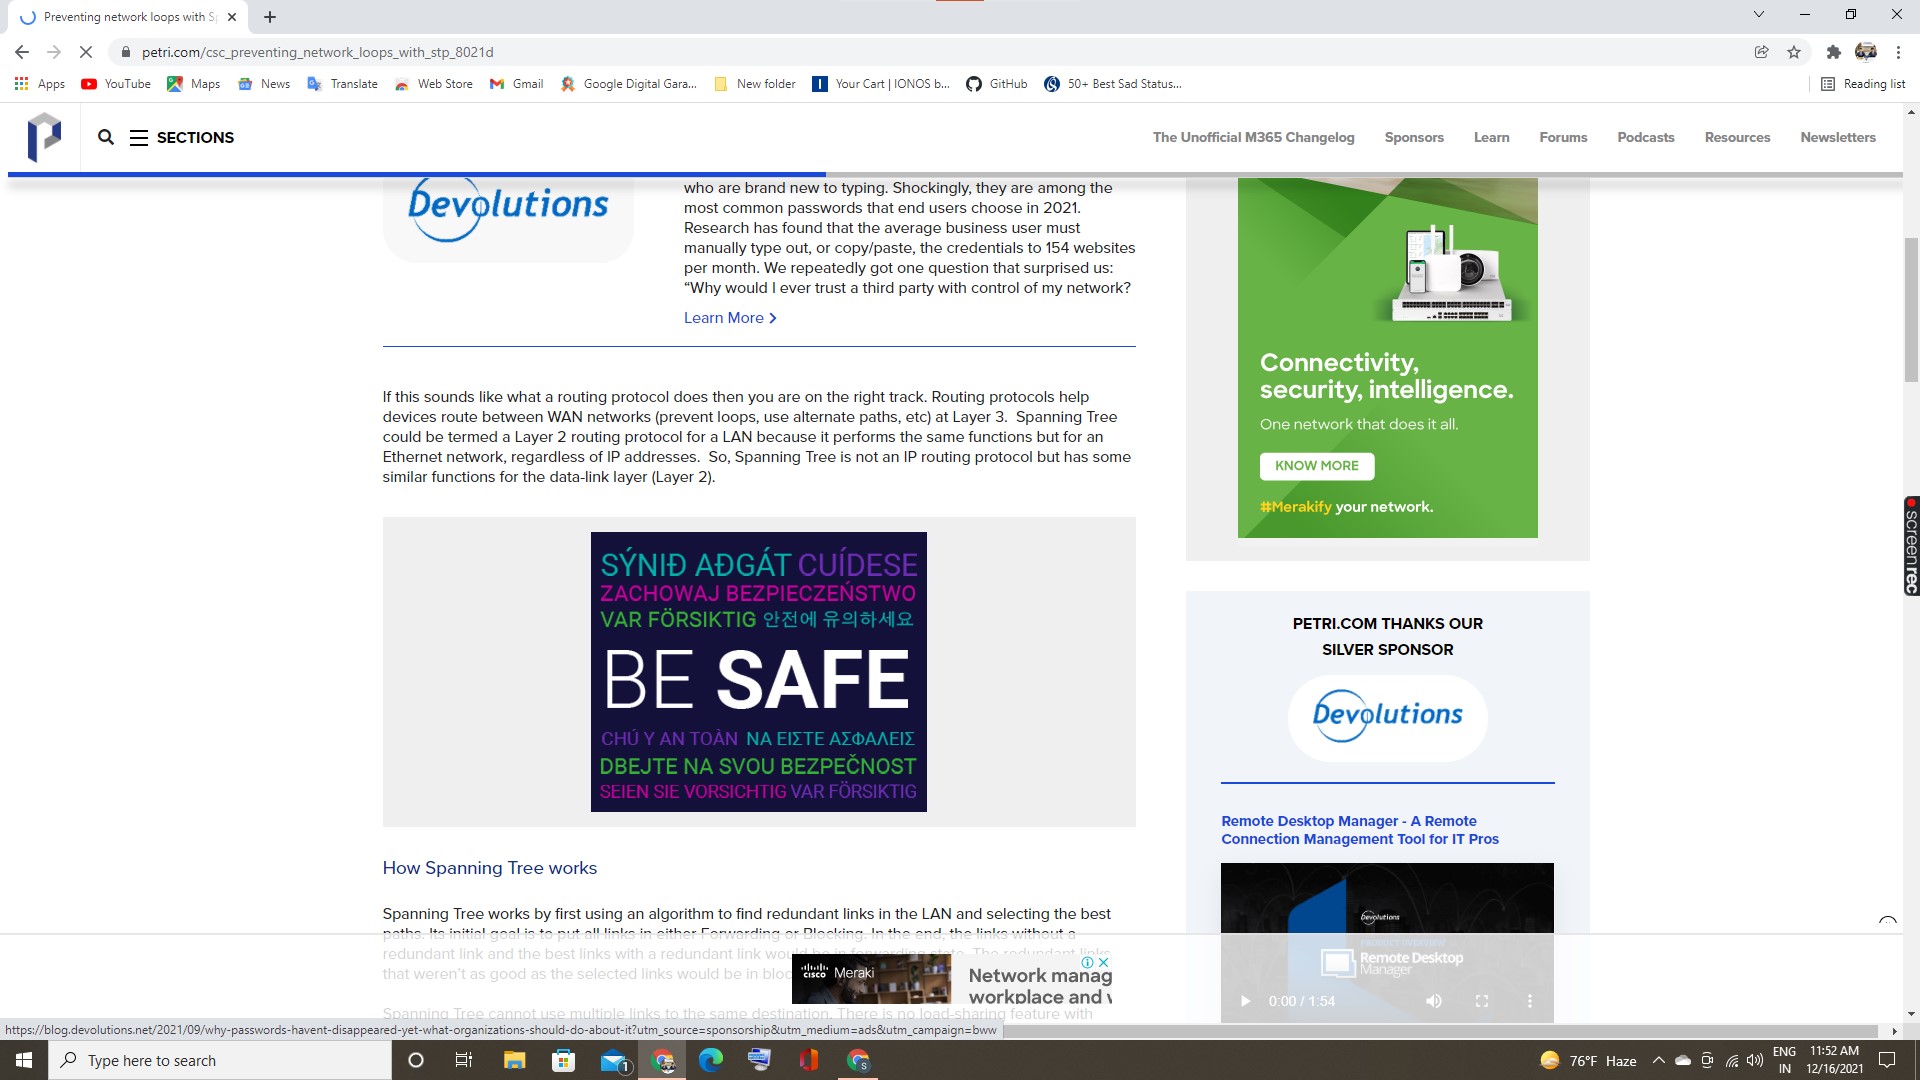 Preventing network loops with Sp
petri.com/csc_preventing_network_loops_with_stp_8021d
Apps
YouTube
Maps
News
Translate
Web Store
Gmail
Google Digital Gara...
New folder
Your Cart | IONOS b...
GitHub
50+ Best Sad Status...
Reading list
SECTIONS
The Unofficial M365 Changelog
Sponsors
Learn
Forums
Podcasts
Resources
Newsletters
Devolutions
who are brand new to typing. Shockingly, they are among the
most common passwords that end users choose in 2021.
Research has found that the average business user must
manually type out, or copy/paste, the credentials to 154 websites
per month. We repeatedly got one question that surprised us:
“Why would I ever trust a third party with control of my network?
Learn More
If this sounds like what a routing protocol does then you are on the right track. Routing protocols help
devices route between WAN networks (prevent loops, use alternate paths, etc) at Layer 3.  Spanning Tree
could be termed a Layer 2 routing protocol for a LAN because it performs the same functions but for an
Ethernet network, regardless of IP addresses.  So, Spanning Tree is not an IP routing protocol but has some
similar functions for the data-link layer (Layer 2).
SÝNIÐ AÐGÁT CUÍDESE
ZACHOWAJ BEZPIECZEŃSTWO
VAR FÖRSIKTIG 안전에 유의하세요
BE SAFE
CHÚ Y AN TOÀN ΝΑ ΕΙΣΤΕ ΑΣΦΑΛΕΙΣ
DBEJTE NA SVOU BEZPEČNOST
SEIEN SIE VORSICHTIG VAR FÖRSIKTIG
How Spanning Tree works
Spanning Tree works by first using an algorithm to find redundant links in the LAN and selecting the best
paths. Its initial goal is to put all links in either Forwarding or Blocking. In the end, the links without a
redundant link and the best links with a redundant link would be in forwarding state. The redundant links
that weren't as good as the selected links would be in bloc
Spanning Tree cannot use multiple links to the same destination. There is no load-sharing feature with
Connectivity,
security, intelligence.
One network that does it all.
KNOW MORE
#Merakify your network.
PETRI.COM THANKS OUR
SILVER SPONSOR
Devolutions
Remote Desktop Manager - A Remote
Connection Management Tool for IT Pros
Devolutions
PRODUCT OVERVIEW
Remote Desktop
Manager
0:00 / 1:54
CISCO Meraki
Network manag
workplace and
screenrec
https://blog.devolutions.net/2021/09/why-passwords-havent-disappeared-yet-what-organizations-should-do-about-it?utm_source=sponsorship&utm_medium=ads&utm_campaign=bww
Type here to search
1
S
76°F Haze
ENG
IN
11:52 AM
12/16/2021